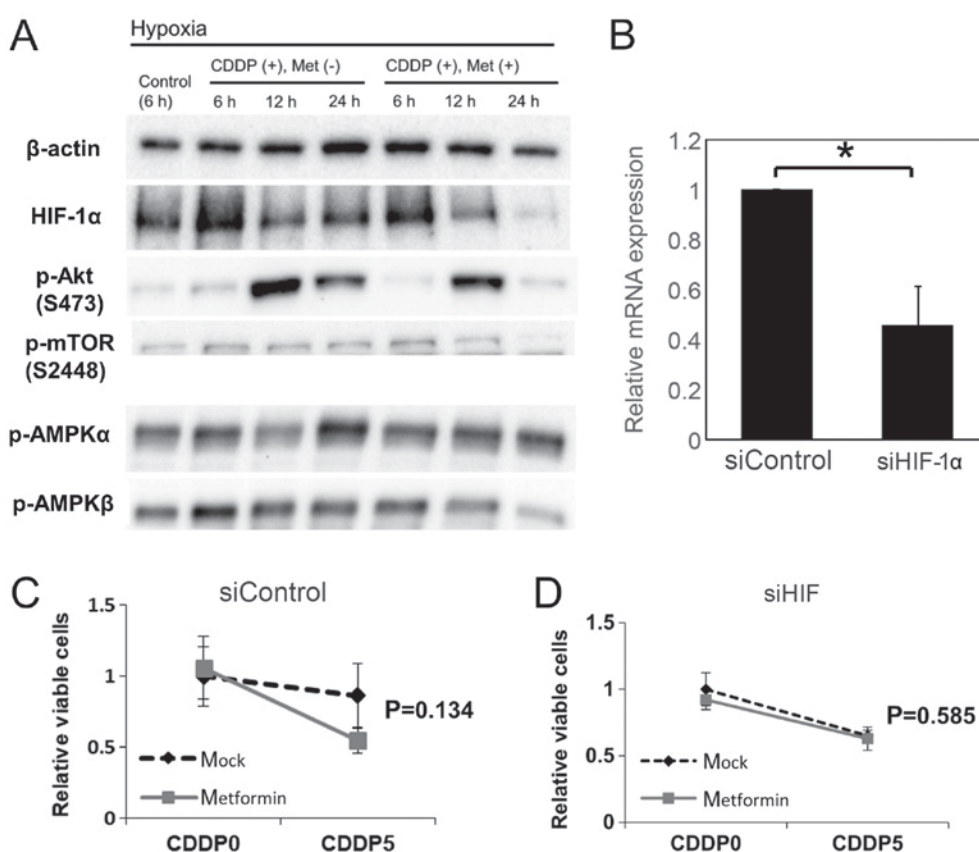 A
Hypoxia
CDDP (+), Met (-)
CDDP (+), Met (+)
Control
(6 h)
6 h
12 h
24 h
6 h
12 h
24 h
β-actin
HIF-1α
p-Akt
(S473)
p-mTOR
(S2448)
p-AMPKα
p-AMPKβ
B
Relative mRNA expression
1.2
1
0.8
0.6
0.4
0.2
0
*
siControl
siHIF-1α
C
siControl
Relative viable cells
1.5
1
0.5
0
P=0.134
Mock
Metformin
CDDP0
CDDP5
D
siHIF
Relative viable cells
1.5
1
0.5
0
P=0.585
Mock
Metformin
CDDP0
CDDP5